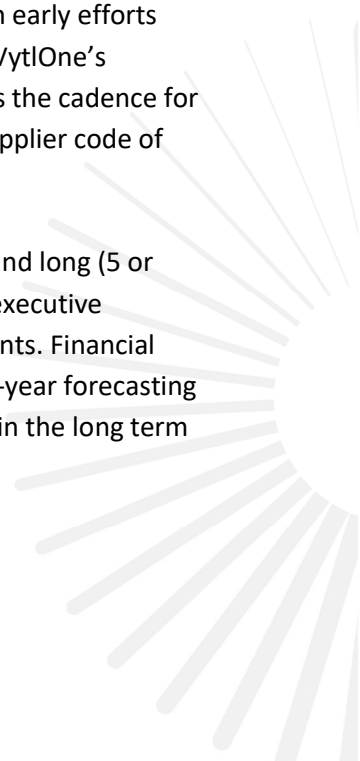 early efforts
ytlOne’s
the cadence for
pplier code of
nd long (5 or
executive
nts. Financial
-year forecasting
in the long term